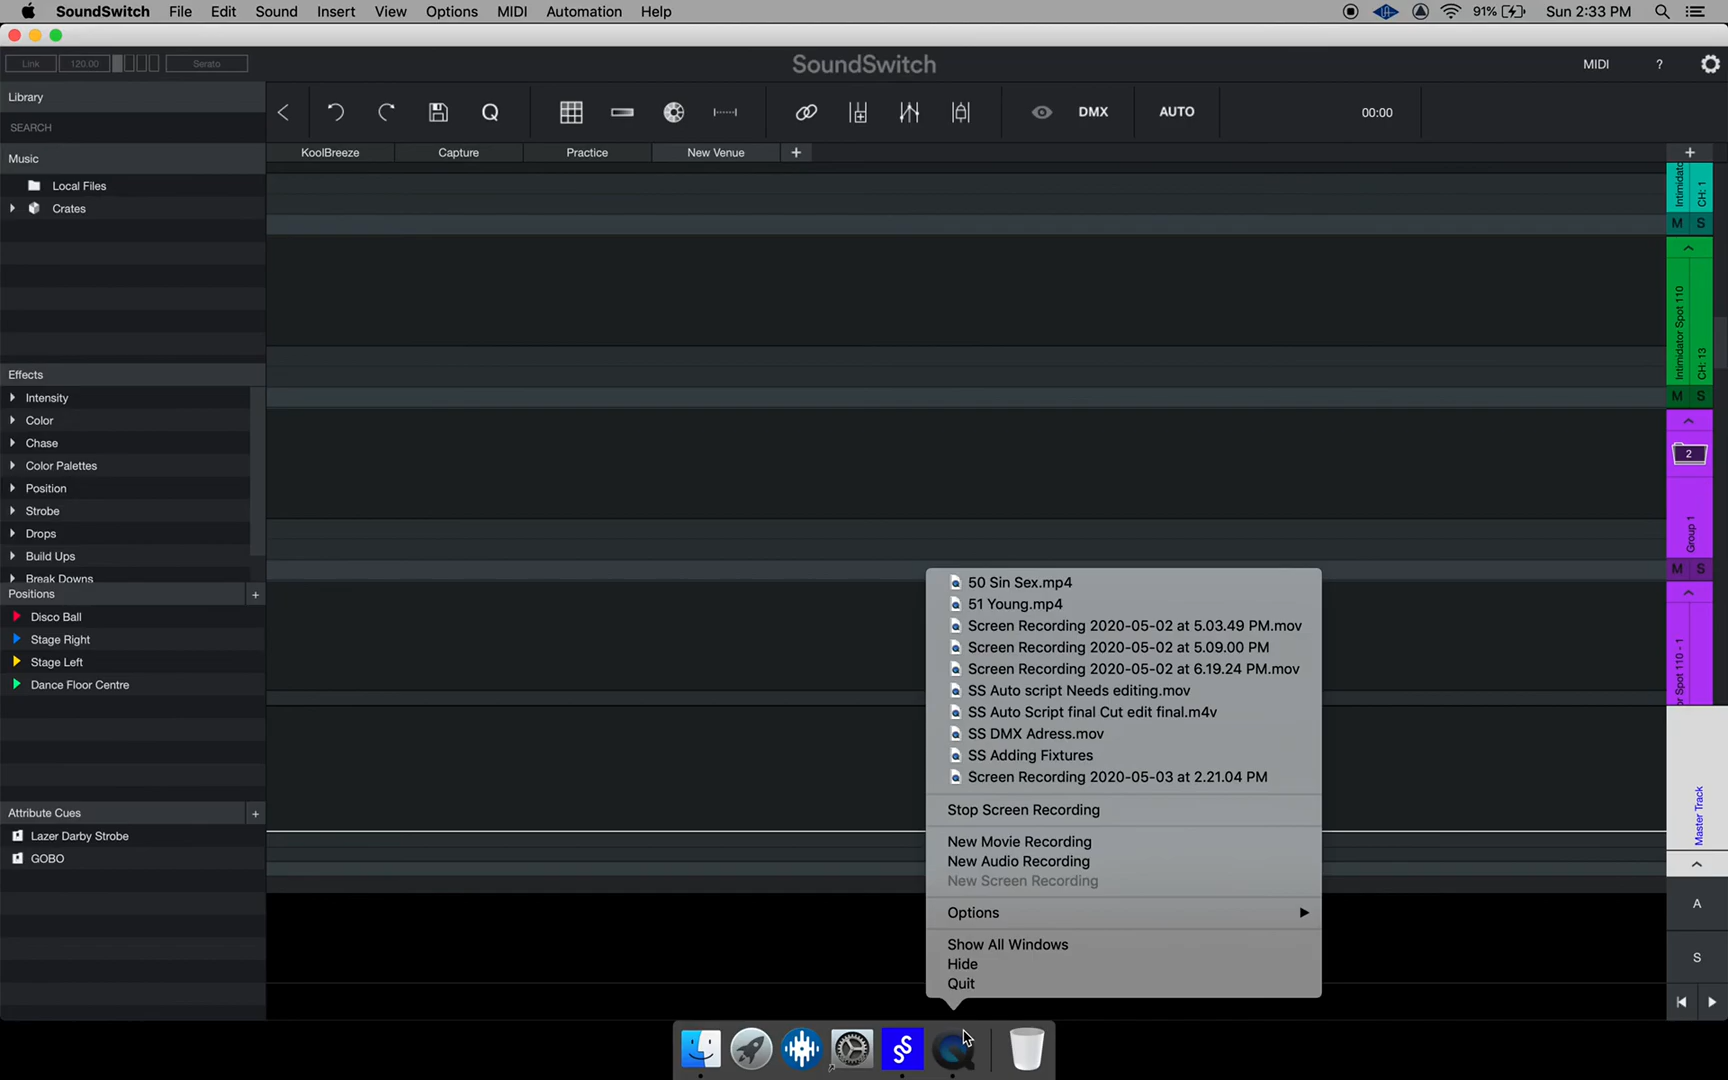 SoundSwitch File Edit Sound Insert View Options MIDI Automation Help 91% Sun 2:33 PM
Link 120.00 Serato SoundSwitch MIDI ?
Library
SEARCH
Q DMX AUTO 00:00
KoolBreeze Capture Practice New Venue +
+
Music
Local Files
Crates
Effects
Intensity
Color
Chase
Color Palettes
Position
Strobe
Drops
Build Ups
Break Downs
Positions +
Disco Ball
Stage Right
Stage Left
Dance Floor Centre
Attribute Cues +
Lazer Darby Strobe
GOBO
50 Sin Sex.mp4
51 Young.mp4
Screen Recording 2020-05-02 at 5.03.49 PM.mov
Screen Recording 2020-05-02 at 5.09.00 PM
Screen Recording 2020-05-02 at 6.19.24 PM.mov
SS Auto script Needs editing.mov
SS Auto Script final Cut edit final.m4v
SS DMX Adress.mov
SS Adding Fixtures
Screen Recording 2020-05-03 at 2.21.04 PM
Stop Screen Recording
New Movie Recording
New Audio Recording
New Screen Recording
Options
Show All Windows
Hide
Quit
Intimidato
CH: 1
M S
Intimidator Spot 110
CH: 13
M S
2
Group 1
M S
or Spot 110 - 1
Master Track
A
S